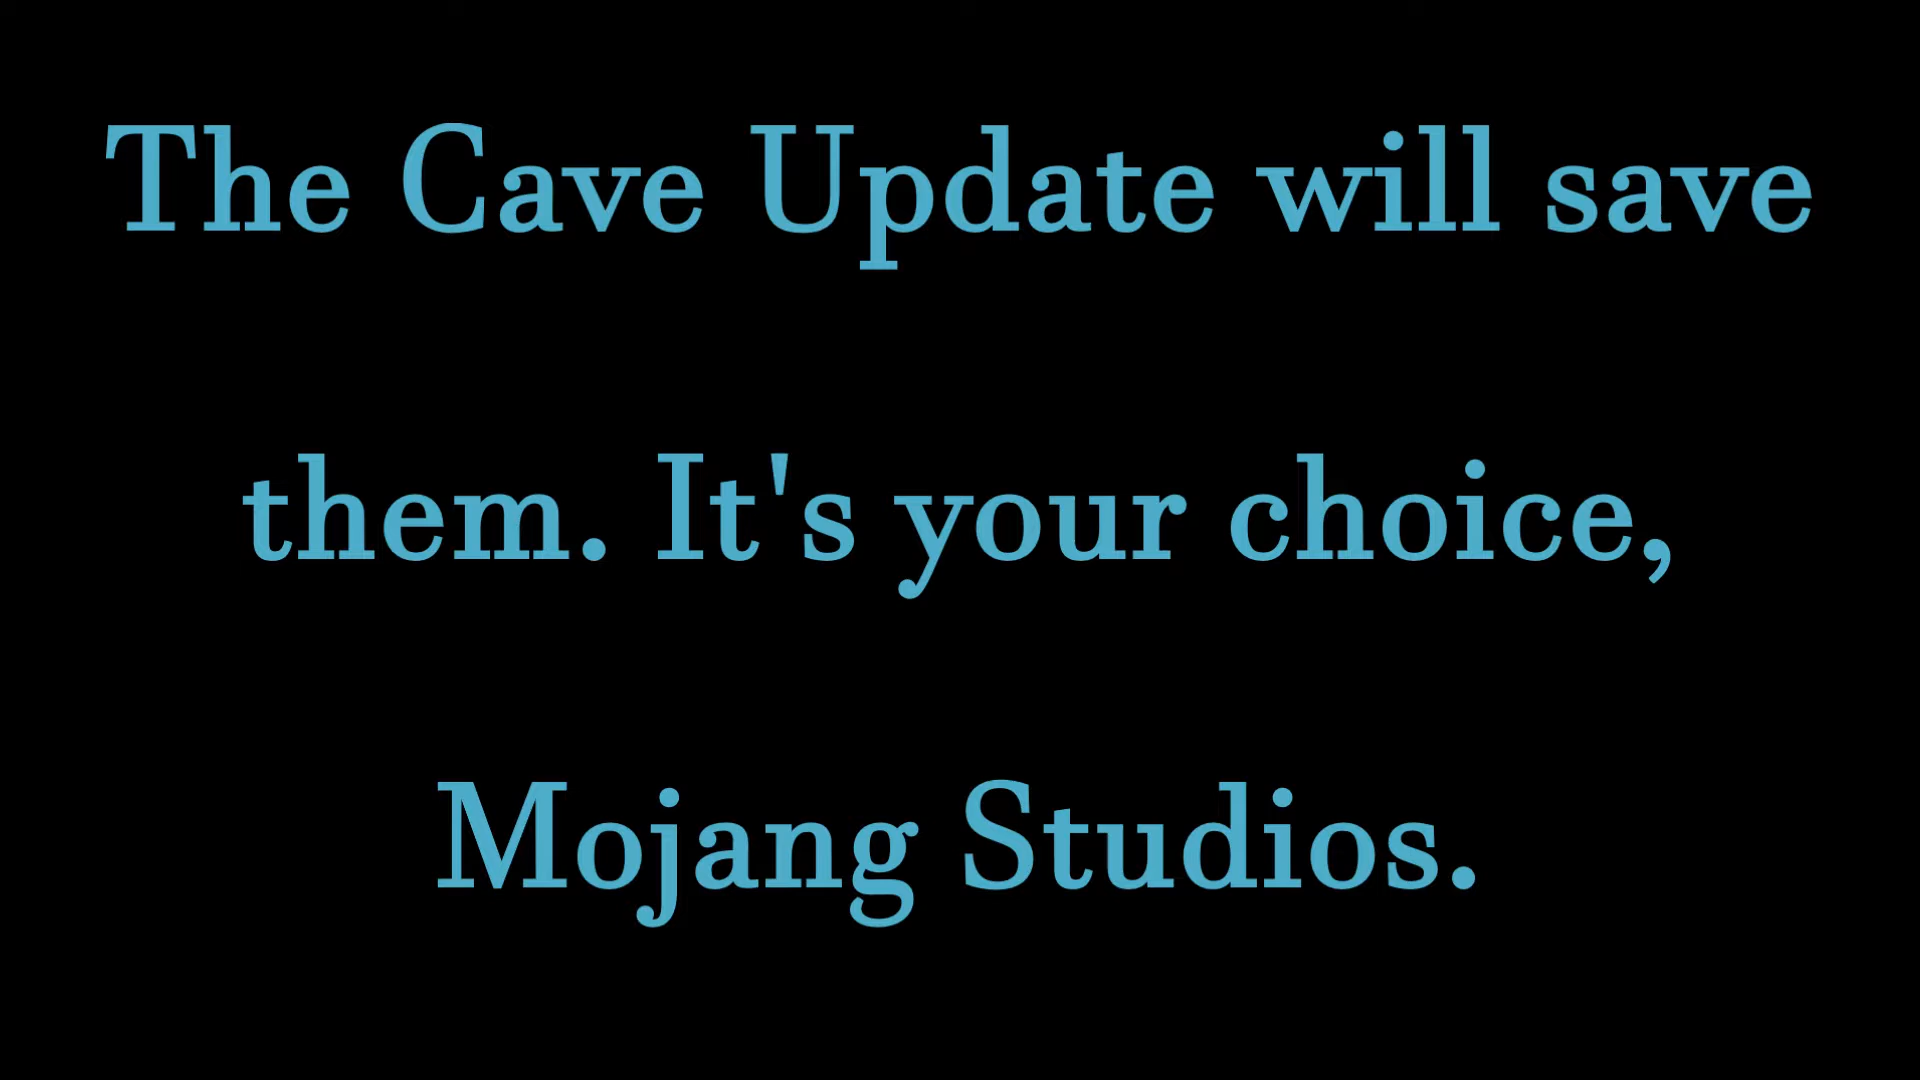 The Cave Update will save
them. It's your choice,
Mojang Studios.